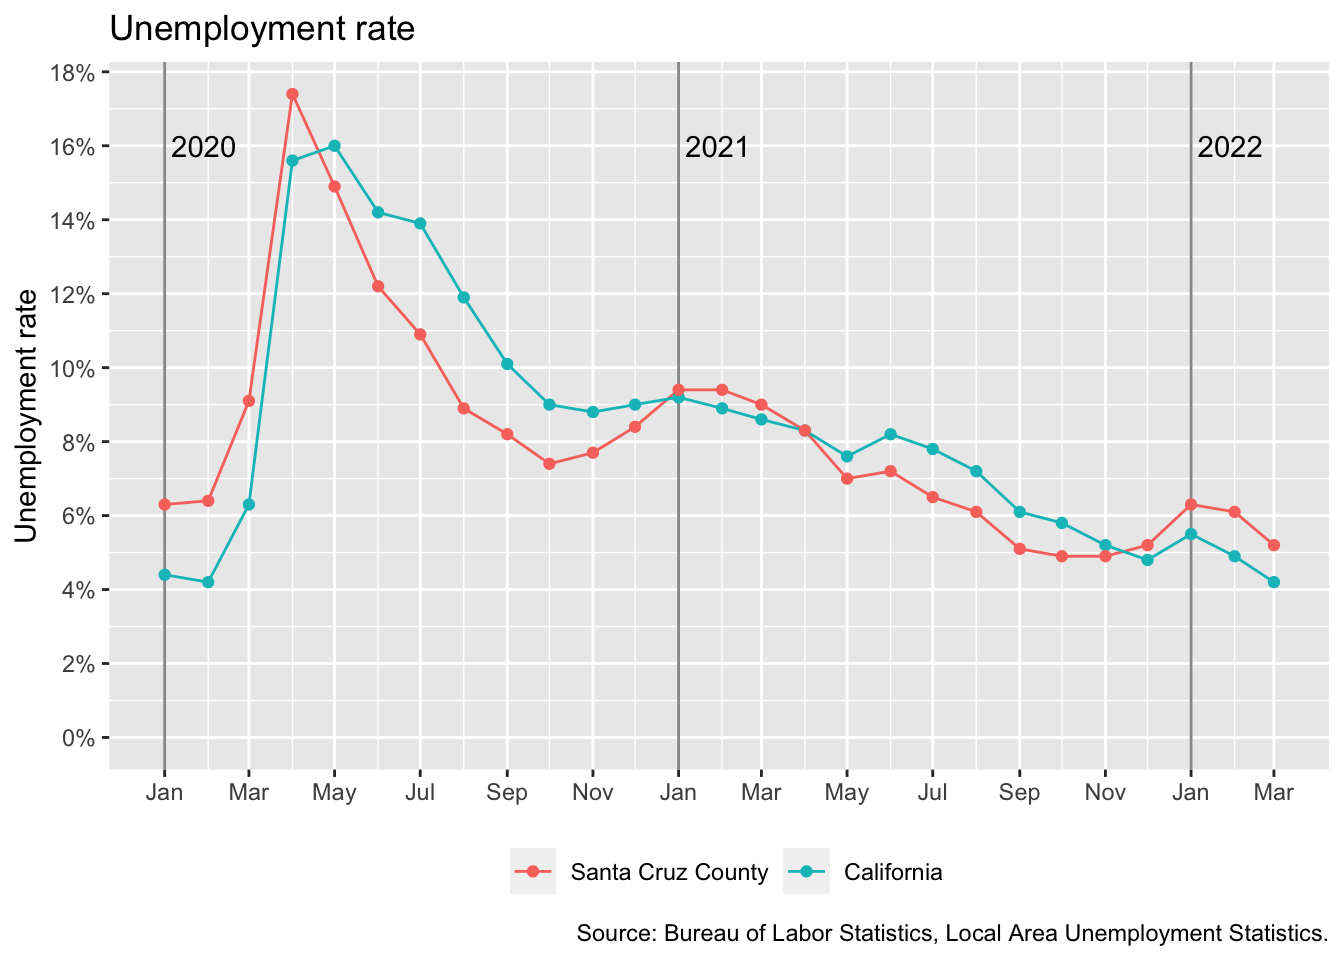 Unemployment rate
Unemployment rate
18%
16%
14%
12%
10%
8%
6%
4%
2%
0%
2020 2021 2022
Jan Mar May Jul Sep Nov Jan Mar May Jul Sep Nov Jan Mar
Santa Cruz County California
Source: Bureau of Labor Statistics, Local Area Unemployment Statistics.